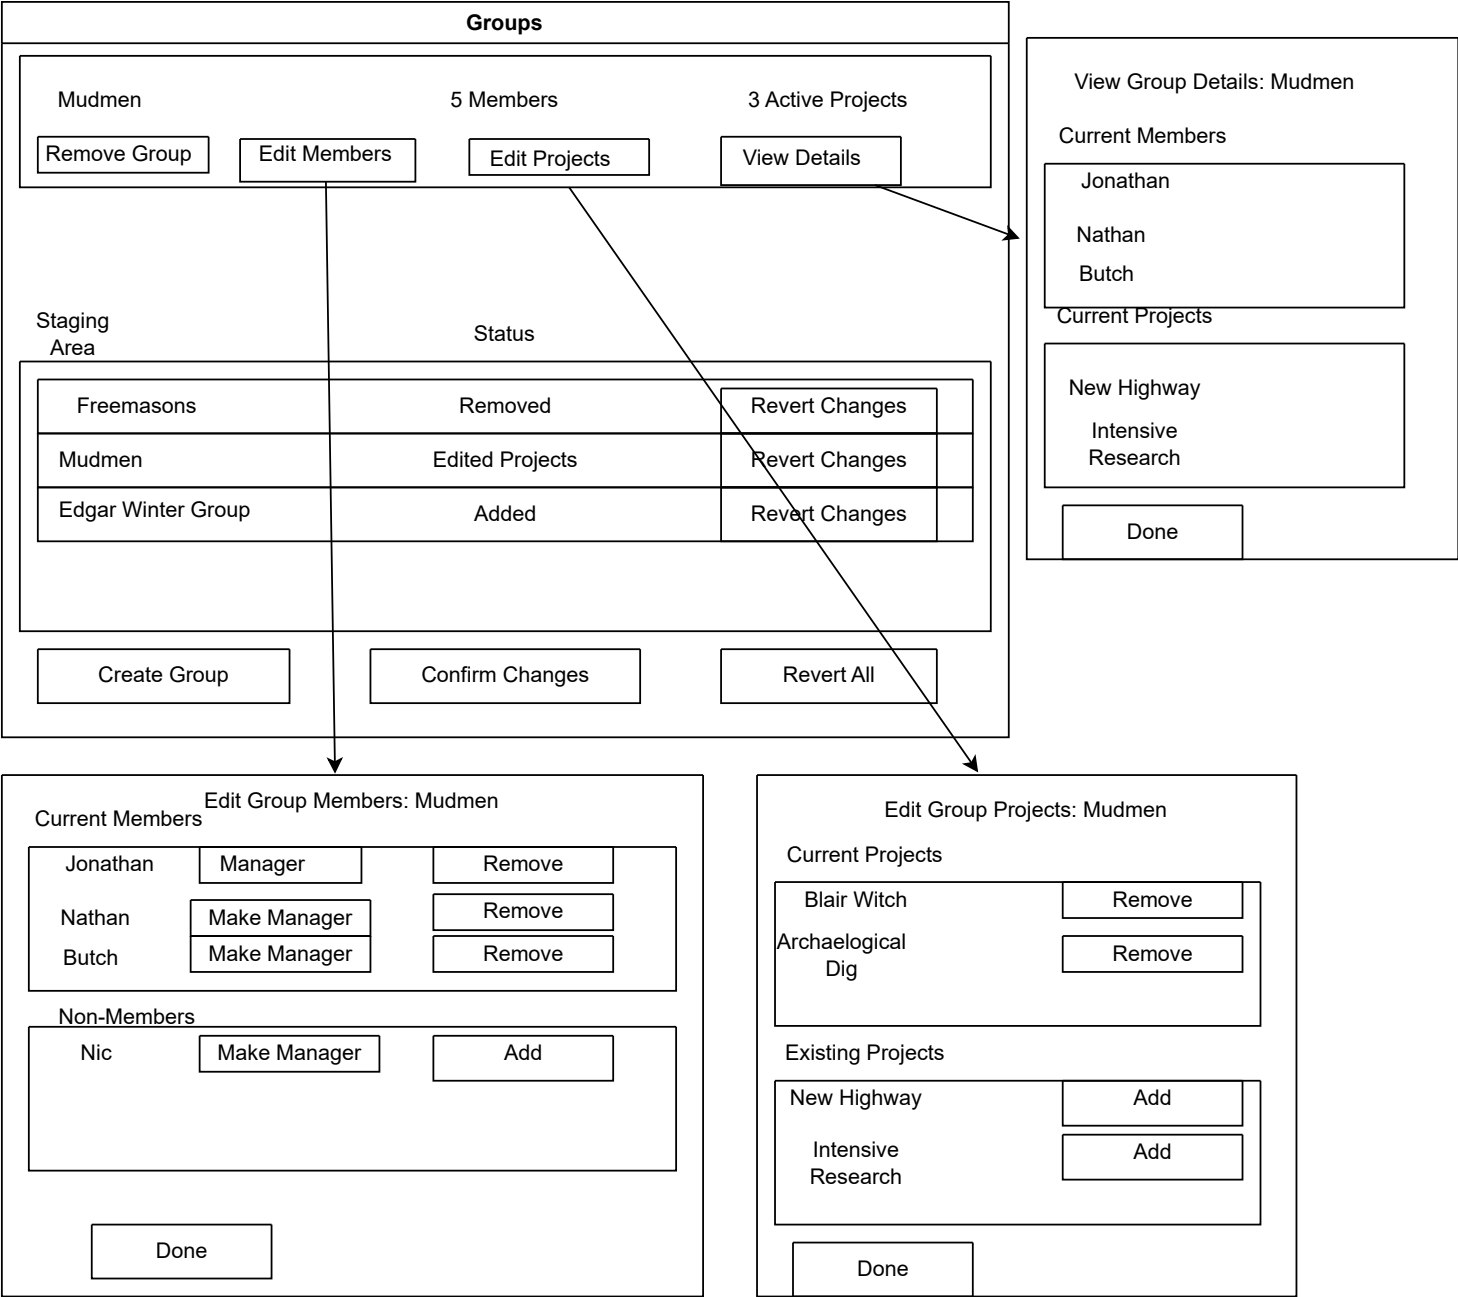 Groups
Mudmen
5 Members
3 Active Projects
Remove Group
Edit Members
Edit Projects
View Details
Staging
Area
Status
Freemasons
Removed
Revert Changes
Mudmen
Edited Projects
Revert Changes
Edgar Winter Group
Added
Revert Changes
Create Group
Confirm Changes
Revert All
View Group Details: Mudmen
Current Members
Jonathan
Nathan
Butch
Current Projects
New Highway
Intensive
Research
Done
Edit Group Members: Mudmen
Current Members
Jonathan
Manager
Remove
Nathan
Make Manager
Remove
Butch
Make Manager
Remove
Non-Members
Nic
Make Manager
Add
Done
Edit Group Projects: Mudmen
Current Projects
Blair Witch
Remove
Archaelogical
Dig
Remove
Existing Projects
New Highway
Add
Intensive
Research
Add
Done